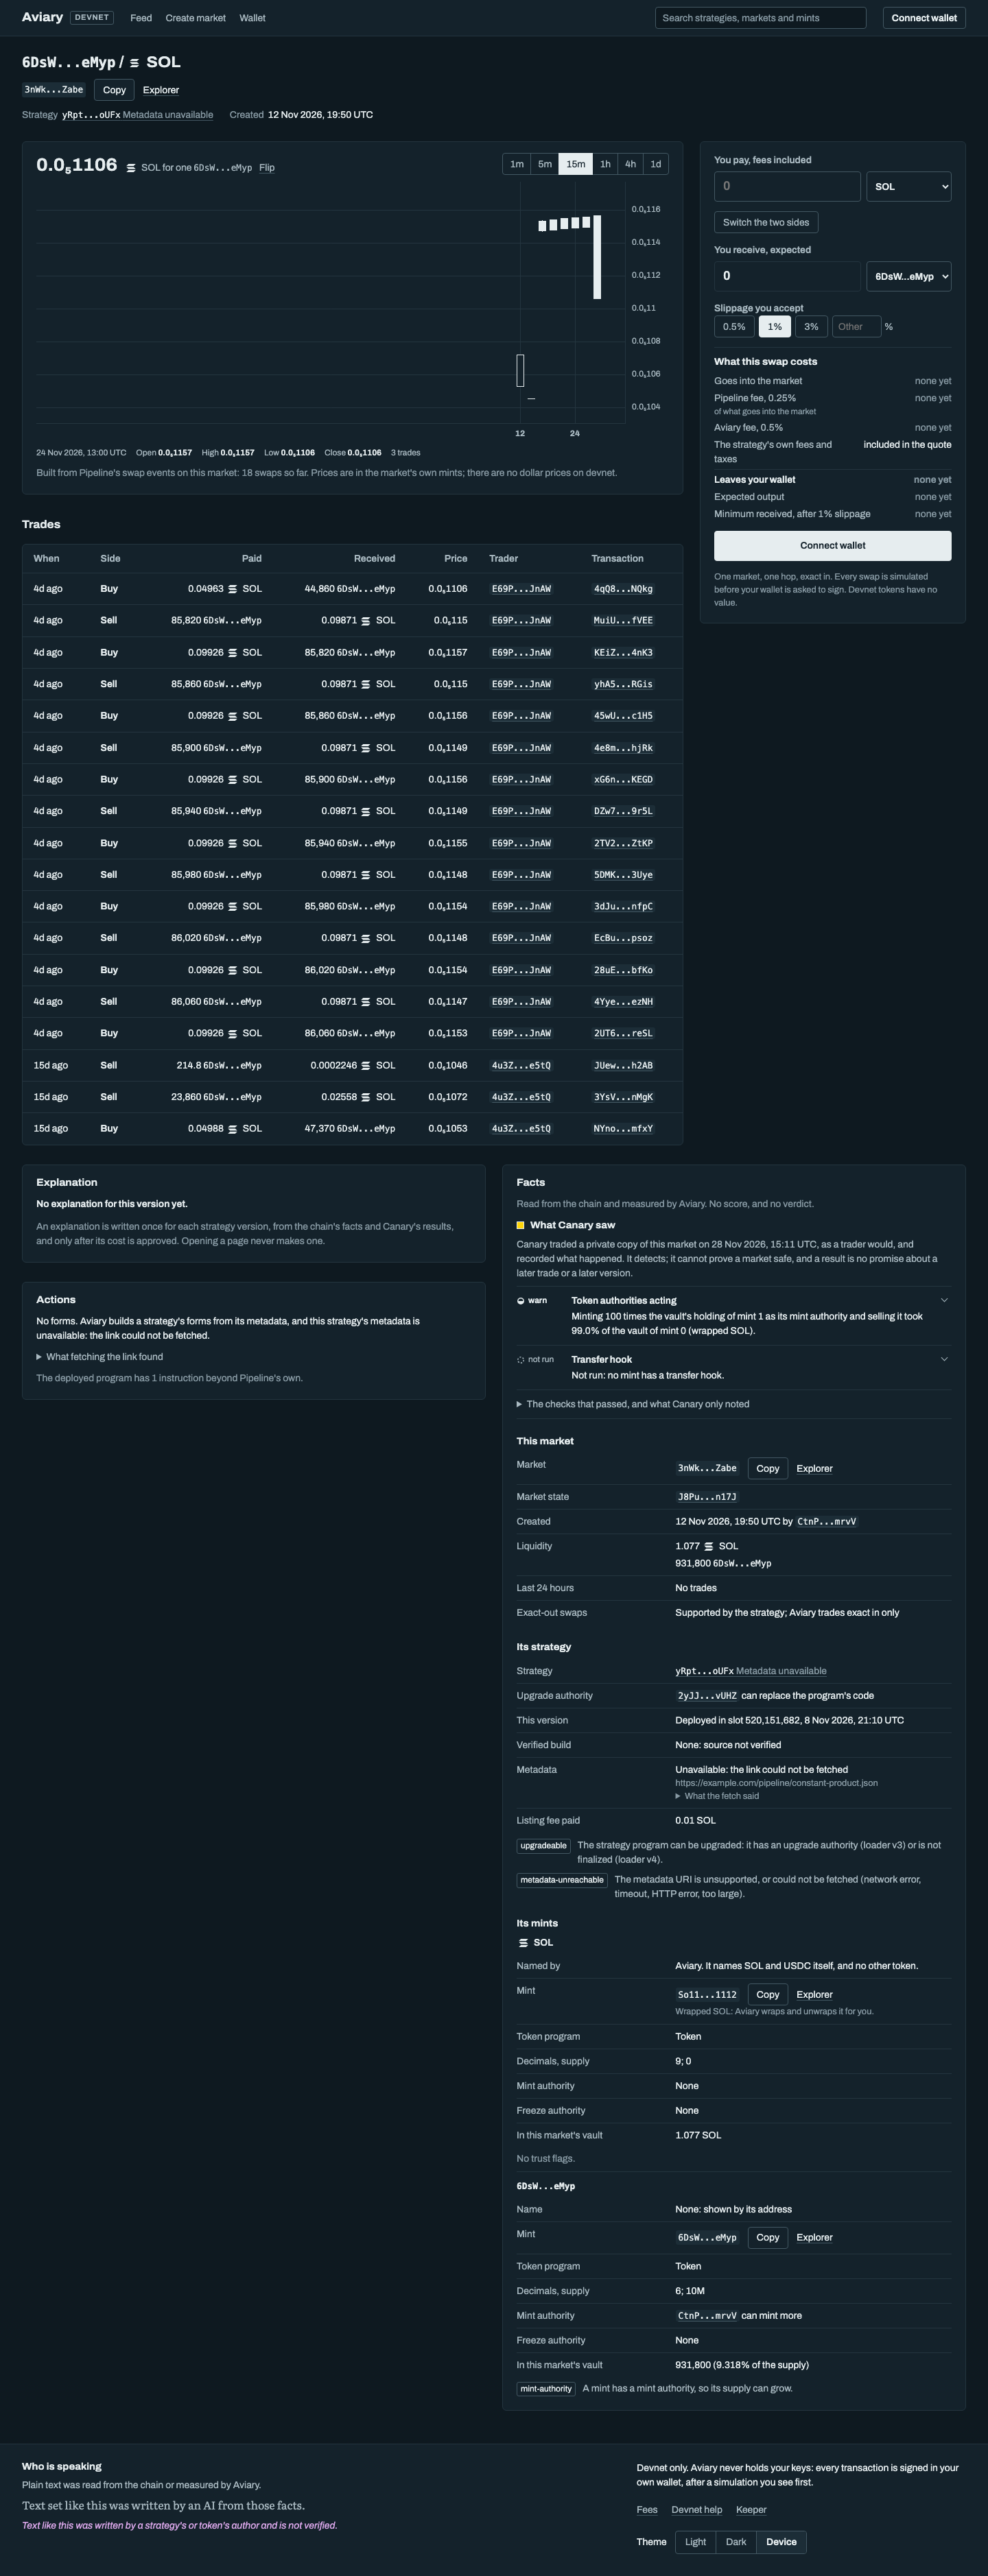 Aviary DEVNET Feed Create market Wallet Search strategies, markets and mints Connect wallet
6DsW...eMyp / SOL
3nWk...Zabe Copy Explorer
Strategy yRpt...oUFx Metadata unavailable Created 12 Nov 2026, 19:50 UTC
0.0₅1106 SOL for one 6DsW...eMyp Flip 1m 5m 15m 1h 4h 1d
0.0₅116
0.0₅114
0.0₅112
0.0₅11
0.0₅108
0.0₅106
0.0₅104
12 24
24 Nov 2026, 13:00 UTC Open 0.0₅1157 High 0.0₅1157 Low 0.0₅1106 Close 0.0₅1106 3 trades
Built from Pipeline's swap events on this market: 18 swaps so far. Prices are in the market's own mints; there are no dollar prices on devnet.
You pay, fees included
0 SOL
Switch the two sides
You receive, expected
0 6DsW...eMyp
Slippage you accept
0.5% 1% 3% Other %
What this swap costs
Goes into the market none yet
Pipeline fee, 0.25% none yet
of what goes into the market
Aviary fee, 0.5% none yet
The strategy's own fees and included in the quote
taxes
Leaves your wallet none yet
Expected output none yet
Minimum received, after 1% slippage none yet
Connect wallet
One market, one hop, exact in. Every swap is simulated
before your wallet is asked to sign. Devnet tokens have no
value.
Trades
When Side Paid Received Price Trader Transaction
4d ago Buy 0.04963 SOL 44,860 6DsW...eMyp 0.0₅1106 E69P...JnAW 4qQ8...NQkg
4d ago Sell 85,820 6DsW...eMyp 0.09871 SOL 0.0₅115 E69P...JnAW MuiU...fVEE
4d ago Buy 0.09926 SOL 85,820 6DsW...eMyp 0.0₅1157 E69P...JnAW KEiZ...4nK3
4d ago Sell 85,860 6DsW...eMyp 0.09871 SOL 0.0₅115 E69P...JnAW yhA5...RGis
4d ago Buy 0.09926 SOL 85,860 6DsW...eMyp 0.0₅1156 E69P...JnAW 45wU...c1H5
4d ago Sell 85,900 6DsW...eMyp 0.09871 SOL 0.0₅1149 E69P...JnAW 4e8m...hjRk
4d ago Buy 0.09926 SOL 85,900 6DsW...eMyp 0.0₅1156 E69P...JnAW xG6n...KEGD
4d ago Sell 85,940 6DsW...eMyp 0.09871 SOL 0.0₅1149 E69P...JnAW DZw7...9r5L
4d ago Buy 0.09926 SOL 85,940 6DsW...eMyp 0.0₅1155 E69P...JnAW 2TV2...ZtKP
4d ago Sell 85,980 6DsW...eMyp 0.09871 SOL 0.0₅1148 E69P...JnAW 5DMK...3Uye
4d ago Buy 0.09926 SOL 85,980 6DsW...eMyp 0.0₅1154 E69P...JnAW 3dJu...nfpC
4d ago Sell 86,020 6DsW...eMyp 0.09871 SOL 0.0₅1148 E69P...JnAW EcBu...psoz
4d ago Buy 0.09926 SOL 86,020 6DsW...eMyp 0.0₅1154 E69P...JnAW 28uE...bfKo
4d ago Sell 86,060 6DsW...eMyp 0.09871 SOL 0.0₅1147 E69P...JnAW 4Yye...ezNH
4d ago Buy 0.09926 SOL 86,060 6DsW...eMyp 0.0₅1153 E69P...JnAW 2UT6...reSL
15d ago Sell 214.8 6DsW...eMyp 0.0002246 SOL 0.0₅1046 4u3Z...e5tQ JUew...h2AB
15d ago Sell 23,860 6DsW...eMyp 0.02558 SOL 0.0₅1072 4u3Z...e5tQ 3YsV...nMgK
15d ago Buy 0.04988 SOL 47,370 6DsW...eMyp 0.0₅1053 4u3Z...e5tQ NYno...mfxY
Explanation
No explanation for this version yet.
An explanation is written once for each strategy version, from the chain's facts and Canary's results,
and only after its cost is approved. Opening a page never makes one.
Actions
No forms. Aviary builds a strategy's forms from its metadata, and this strategy's metadata is
unavailable: the link could not be fetched.
What fetching the link found
The deployed program has 1 instruction beyond Pipeline's own.
Facts
Read from the chain and measured by Aviary. No score, and no verdict.
What Canary saw
Canary traded a private copy of this market on 28 Nov 2026, 15:11 UTC, as a trader would, and
recorded what happened. It detects; it cannot prove a market safe, and a result is no promise about a
later trade or a later version.
warn Token authorities acting
Minting 100 times the vault's holding of mint 1 as its mint authority and selling it took
99.0% of the vault of mint 0 (wrapped SOL).
not run Transfer hook
Not run: no mint has a transfer hook.
The checks that passed, and what Canary only noted
This market
Market 3nWk...Zabe Copy Explorer
Market state J8Pu...n17J
Created 12 Nov 2026, 19:50 UTC by CtnP...mrvV
Liquidity 1.077 SOL
931,800 6DsW...eMyp
Last 24 hours No trades
Exact-out swaps Supported by the strategy; Aviary trades exact in only
Its strategy
Strategy yRpt...oUFx Metadata unavailable
Upgrade authority 2yJJ...vUHZ can replace the program's code
This version Deployed in slot 520,151,682, 8 Nov 2026, 21:10 UTC
Verified build None: source not verified
Metadata Unavailable: the link could not be fetched
https://example.com/pipeline/constant-product.json
What the fetch said
Listing fee paid 0.01 SOL
upgradeable The strategy program can be upgraded: it has an upgrade authority (loader v3) or is not
finalized (loader v4).
metadata-unreachable The metadata URI is unsupported, or could not be fetched (network error,
timeout, HTTP error, too large).
Its mints
SOL
Named by Aviary. It names SOL and USDC itself, and no other token.
Mint So11...1112 Copy Explorer
Wrapped SOL: Aviary wraps and unwraps it for you.
Token program Token
Decimals, supply 9; 0
Mint authority None
Freeze authority None
In this market's vault 1.077 SOL
No trust flags.
6DsW...eMyp
Name None: shown by its address
Mint 6DsW...eMyp Copy Explorer
Token program Token
Decimals, supply 6; 10M
Mint authority CtnP...mrvV can mint more
Freeze authority None
In this market's vault 931,800 (9.318% of the supply)
mint-authority A mint has a mint authority, so its supply can grow.
Who is speaking
Plain text was read from the chain or measured by Aviary.
Text set like this was written by an AI from those facts.
Text like this was written by a strategy's or token's author and is not verified.
Devnet only. Aviary never holds your keys: every transaction is signed in your
own wallet, after a simulation you see first.
Fees Devnet help Keeper
Theme Light Dark Device